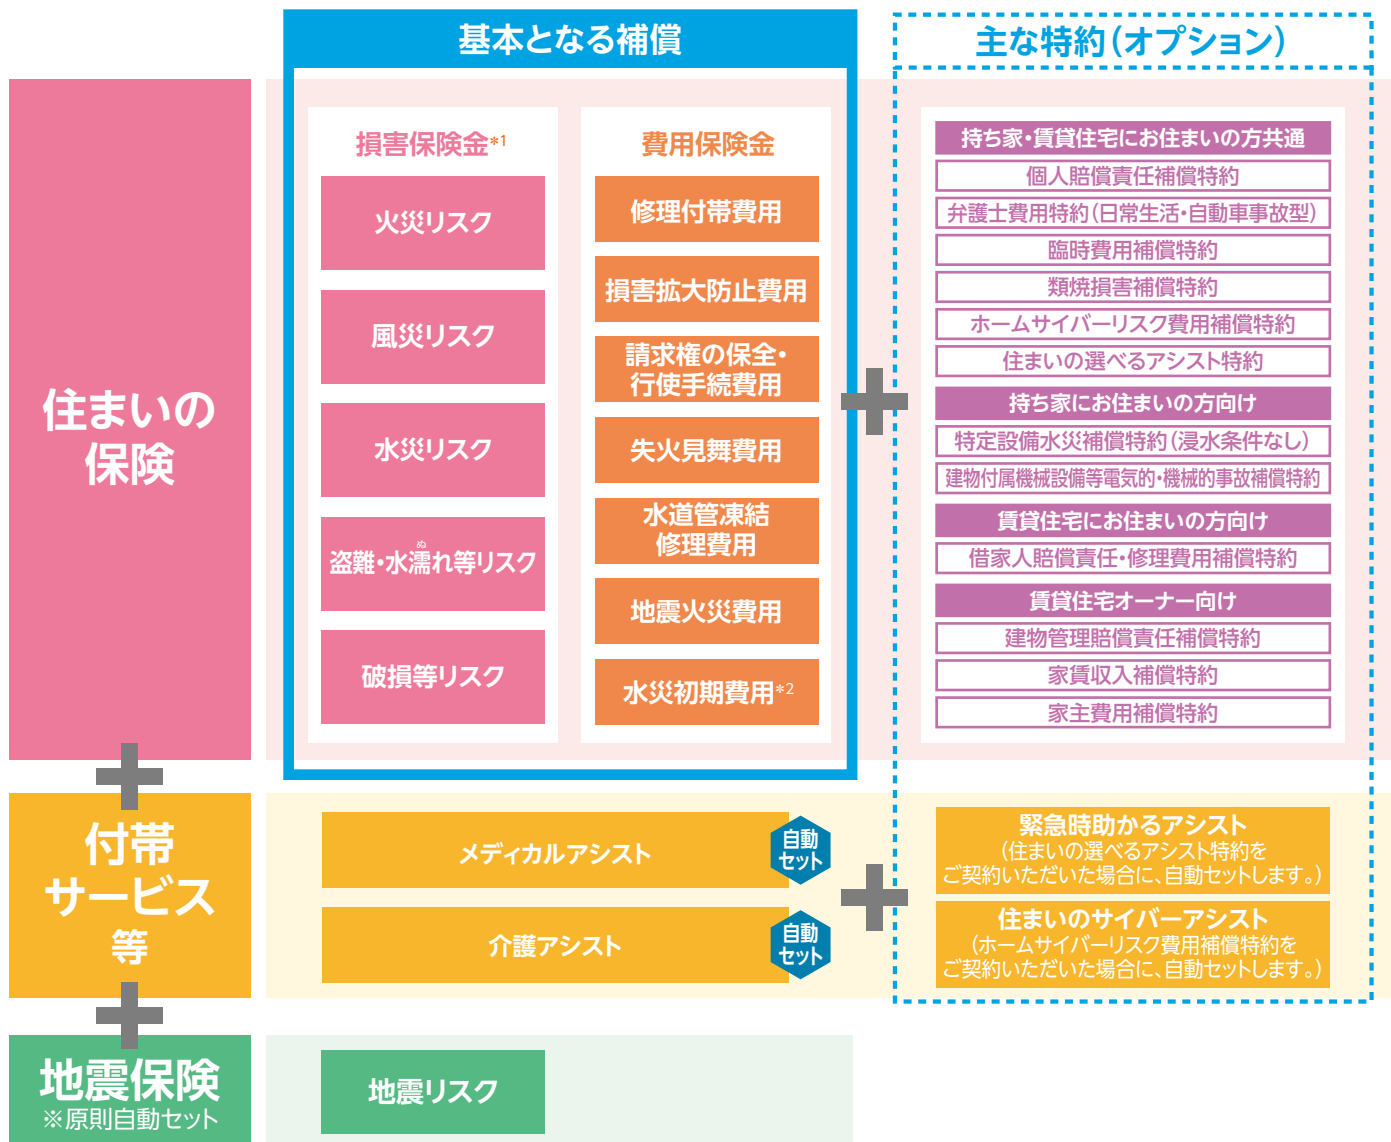 基本となる補償
主な特約(オプション)
住まいの
保険
損害保険金*1
火災リスク
風災リスク
水災リスク
ぬ
盗難・水濡れ等リスク
破損等リスク
費用保険金
修理付帯費用
損害拡大防止費用
請求権の保全・
行使手続費用
失火見舞費用
水道管凍結
修理費用
地震火災費用
水災初期費用*2
持ち家・賃貸住宅にお住まいの方共通
個人賠償責任補償特約
弁護士費用特約(日常生活・自動車事故型)
臨時費用補償特約
類焼損害補償特約
ホームサイバーリスク費用補償特約
住まいの選べるアシスト特約
持ち家にお住まいの方向け
特定設備水災補償特約(浸水条件なし)
建物付属機械設備等電気的・機械的事故補償特約
賃貸住宅にお住まいの方向け
借家人賠償責任・修理費用補償特約
賃貸住宅オーナー向け
建物管理賠償責任補償特約
家賃収入補償特約
家主費用補償特約
付帯
サービス
等
メディカルアシスト
自動
セット
介護アシスト
自動
セット
緊急時助かるアシスト
(住まいの選べるアシスト特約を
ご契約いただいた場合に、自動セットします。)
住まいのサイバーアシスト
(ホームサイバーリスク費用補償特約を
ご契約いただいた場合に、自動セットします。)
地震保険
※原則自動セット
地震リスク